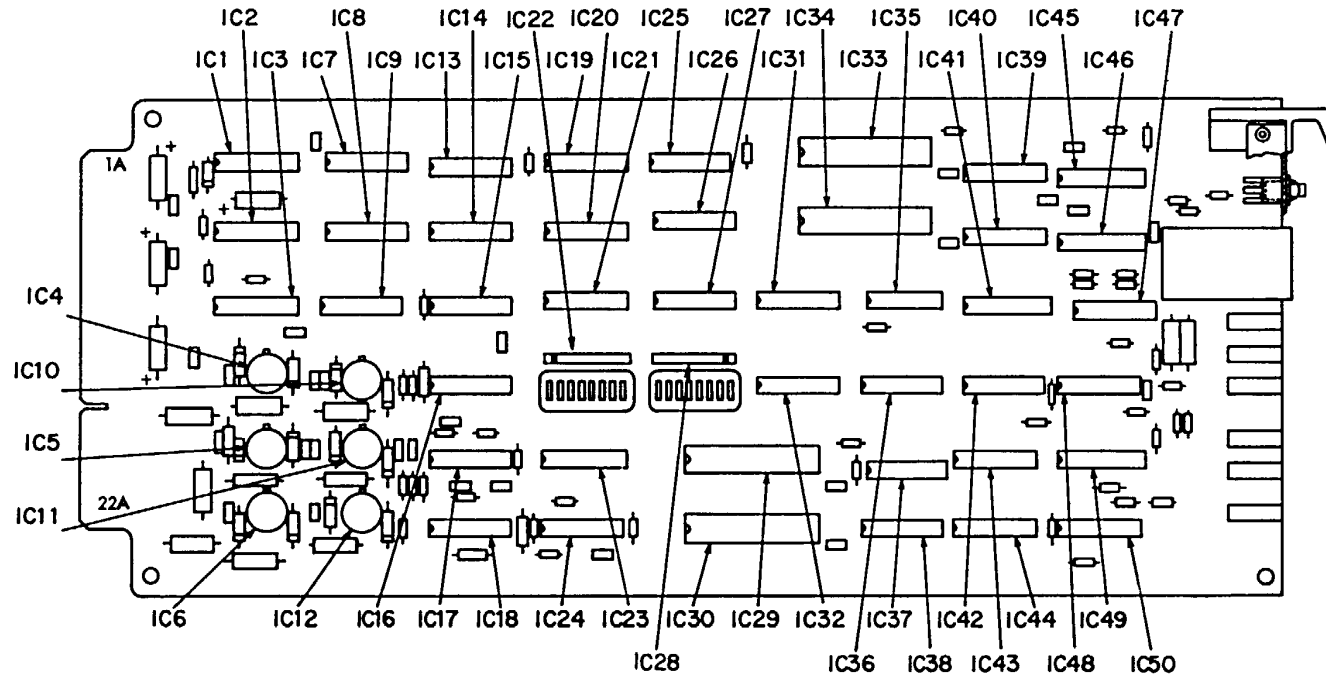 IC2 IC8 IC14 IC22 IC20 IC25 IC27 IC34 IC35 IC40 IC45 IC47
IC1 IC3 IC7 IC9 IC13 IC15 IC19 IC21 IC26 IC31 IC33 IC41 IC39 IC46
+
1A
+
+
IC4
IC10
+
IC5
22A
IC11
IC6 IC12 IC16 IC17 IC18 IC24 IC23 IC30 IC29 IC32 IC37 IC42 IC44 IC49
IC28 IC36 IC38 IC43 IC48 IC50